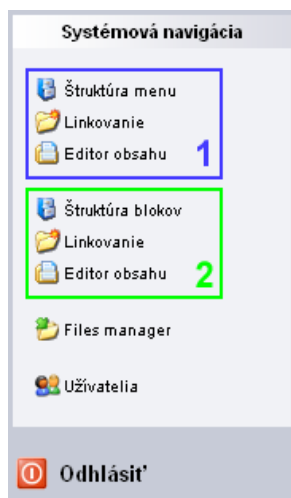 Systémová navigácia
Štruktúra menu
Linkovanie
Editor obsahu
1
Štruktúra blokov
Linkovanie
Editor obsahu
2
Files manager
Užívatelia
Odhlásiť